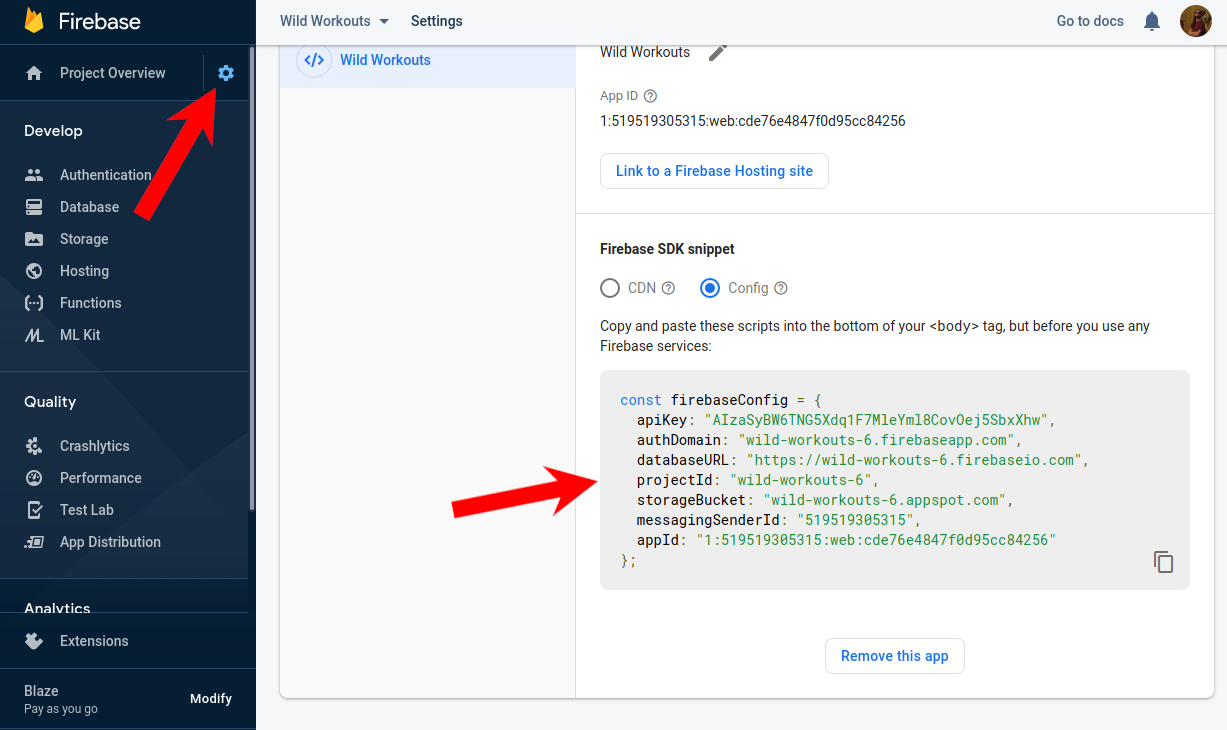 Firebase
Project Overview
Develop
Authentication
Database
Storage
Hosting
Functions
ML Kit
Quality
Crashlytics
Performance
Test Lab
App Distribution
Analytics
Extensions
Blaze
Pay as you go
Modify
Wild Workouts
Settings
Go to docs
Wild Workouts
Wild Workouts
App ID
1:519519305315:web:cde76e4847f0d95cc84256
Link to a Firebase Hosting site
Firebase SDK snippet
CDN
Config
Copy and paste these scripts into the bottom of your <body> tag, but before you use any
Firebase services:
const firebaseConfig = {
apiKey: "AIzaSyBW6TNG5Xdq1F7MleYml8CovOej5SbxXhw",
authDomain: "wild-workouts-6.firebaseapp.com",
databaseURL: "https://wild-workouts-6.firebaseio.com",
projectId: "wild-workouts-6",
storageBucket: "wild-workouts-6.appspot.com",
messagingSenderId: "519519305315",
appId: "1:519519305315:web:cde76e4847f0d95cc84256"
};
Remove this app